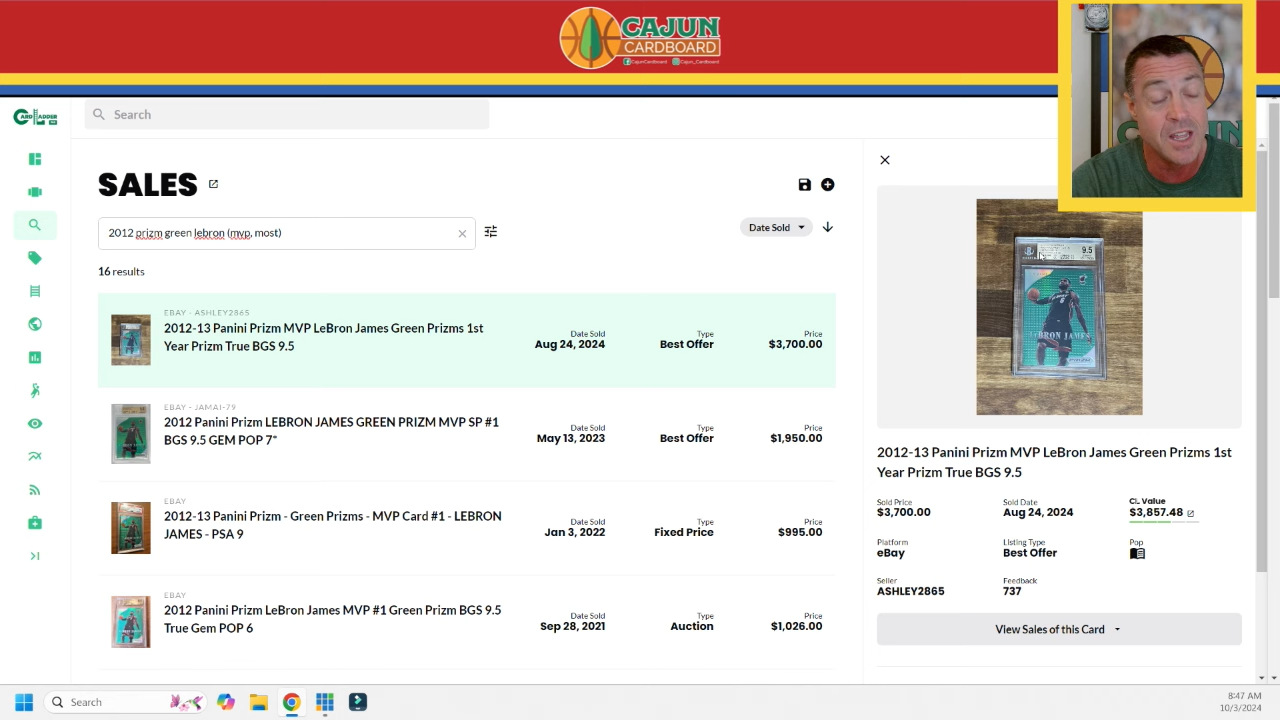 CAJUN
CARDBOARD
CajunCardboard Cajun_Cardboard
CARD LADDER
Search
SALES
2012 prizm green lebron (mvp, most)
Date Sold
16 results
EBAY - ASHLEY2865
2012-13 Panini Prizm MVP LeBron James Green Prizms 1st
Year Prizm True BGS 9.5
Date Sold
Aug 24, 2024
Type
Best Offer
Price
$3,700.00
EBAY - JAMAI-79
2012 Panini Prizm LEBRON JAMES GREEN PRIZM MVP SP #1
BGS 9.5 GEM POP 7*
Date Sold
May 13, 2023
Type
Best Offer
Price
$1,950.00
EBAY
2012-13 Panini Prizm - Green Prizms - MVP Card #1 - LEBRON
JAMES - PSA 9
Date Sold
Jan 3, 2022
Type
Fixed Price
Price
$995.00
EBAY
2012 Panini Prizm LeBron James MVP #1 Green Prizm BGS 9.5
True Gem POP 6
Date Sold
Sep 28, 2021
Type
Auction
Price
$1,026.00
9.5
LEBRON JAMES
2012-13 Panini Prizm MVP LeBron James Green Prizms 1st
Year Prizm True BGS 9.5
Sold Price
$3,700.00
Sold Date
Aug 24, 2024
CL Value
$3,857.48
Platform
eBay
Listing Type
Best Offer
Pop
Seller
ASHLEY2865
Feedback
737
View Sales of this Card
Search
8:47 AM
10/3/2024